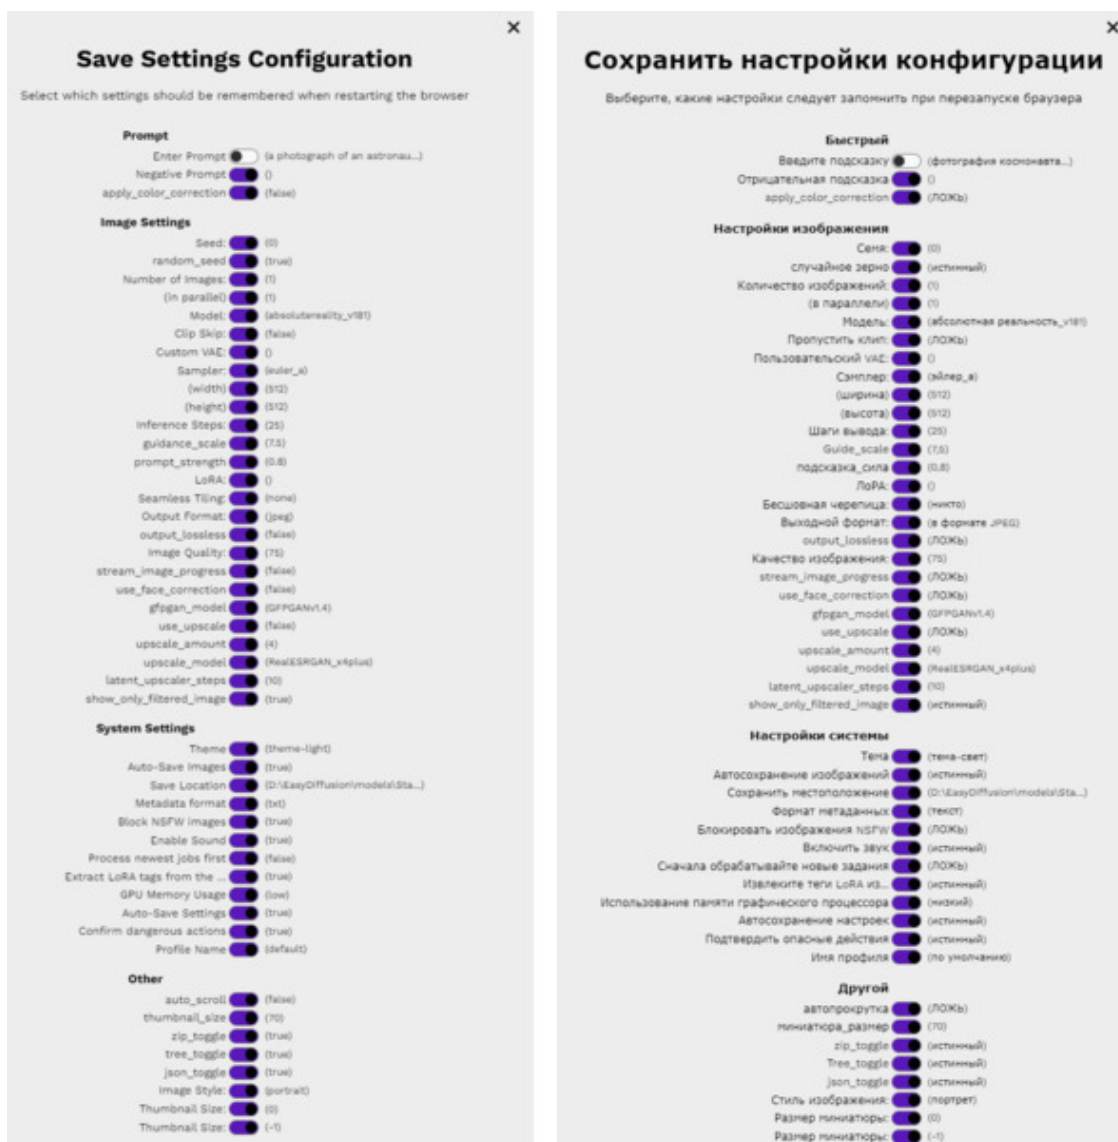 ×
Save Settings Configuration
Select which settings should be remembered when restarting the browser
Prompt
Enter Prompt (a photograph of an astronau...)
Negative Prompt ()
apply_color_correction (false)
Image Settings
Seed: (0)
random_seed (true)
Number of Images: (1)
(in parallel) (1)
Model: (absolutereality_v181)
Clip Skip: (false)
Custom VAE: ()
Sampler: (euler_a)
(width) (512)
(height) (512)
Inference Steps: (25)
guidance_scale (7.5)
prompt_strength (0.8)
LoRA: ()
Seamless Tiling: (none)
Output Format: (jpeg)
output_lossless (false)
Image Quality: (75)
stream_image_progress (false)
use_face_correction (false)
gfpgan_model (GFPGANv1.4)
use_upscale (false)
upscale_amount (4)
upscale_model (RealESRGAN_x4plus)
latent_upscaler_steps (10)
show_only_filtered_image (true)
System Settings
Theme (theme-light)
Auto-Save Images (true)
Save Location (D:\EasyDiffusion\models\Sta...)
Metadata format (txt)
Block NSFW images (true)
Enable Sound (true)
Process newest jobs first (false)
Extract LoRA tags from the ... (true)
GPU Memory Usage (low)
Auto-Save Settings (true)
Confirm dangerous actions (true)
Profile Name (default)
Other
auto_scroll (false)
thumbnail_size (70)
zip_toggle (true)
tree_toggle (true)
json_toggle (true)
Image Style: (portrait)
Thumbnail Size: (0)
Thumbnail Size: (-1)
×
Сохранить настройки конфигурации
Выберите, какие настройки следует запомнить при перезапуске браузера
Быстрый
Введите подсказку (фотография космонавта...)
Отрицательная подсказка ()
apply_color_correction (ЛОЖЬ)
Настройки изображения
Семя: (0)
случайное зерно (истинный)
Количество изображений: (1)
(в параллели) (1)
Модель: (абсолютная реальность_v181)
Пропустить клип: (ЛОЖЬ)
Пользовательский VAE: ()
Сэмплер: (эйлер_а)
(ширина) (512)
(высота) (512)
Шаги вывода: (25)
Guide_scale (7,5)
подсказка_сила (0,8)
ЛоРА: ()
Бесшовная черепица: (никто)
Выходной формат: (в формате JPEG)
output_lossless (ЛОЖЬ)
Качество изображения: (75)
stream_image_progress (ЛОЖЬ)
use_face_correction (ЛОЖЬ)
gfpgan_model (GFPGANv1.4)
use_upscale (ЛОЖЬ)
upscale_amount (4)
upscale_model (RealESRGAN_x4plus)
latent_upscaler_steps (10)
show_only_filtered_image (истинный)
Настройки системы
Тема (тема-свет)
Автосохранение изображений (истинный)
Сохранить местоположение (D:\EasyDiffusion\models\Sta...)
Формат метаданных (текст)
Блокировать изображения NSFW (ЛОЖЬ)
Включить звук (истинный)
Сначала обрабатывайте новые задания (ЛОЖЬ)
Извлеките теги LoRA из... (истинный)
Использование памяти графического процессора (низкий)
Автосохранение настроек (истинный)
Подтвердить опасные действия (истинный)
Имя профиля (по умолчанию)
Другой
автопрокрутка (ЛОЖЬ)
миниатюра_размер (70)
zip_toggle (истинный)
Tree_toggle (истинный)
json_toggle (истинный)
Стиль изображения: (портрет)
Размер миниатюры: (0)
Размер миниатюры: (-1)